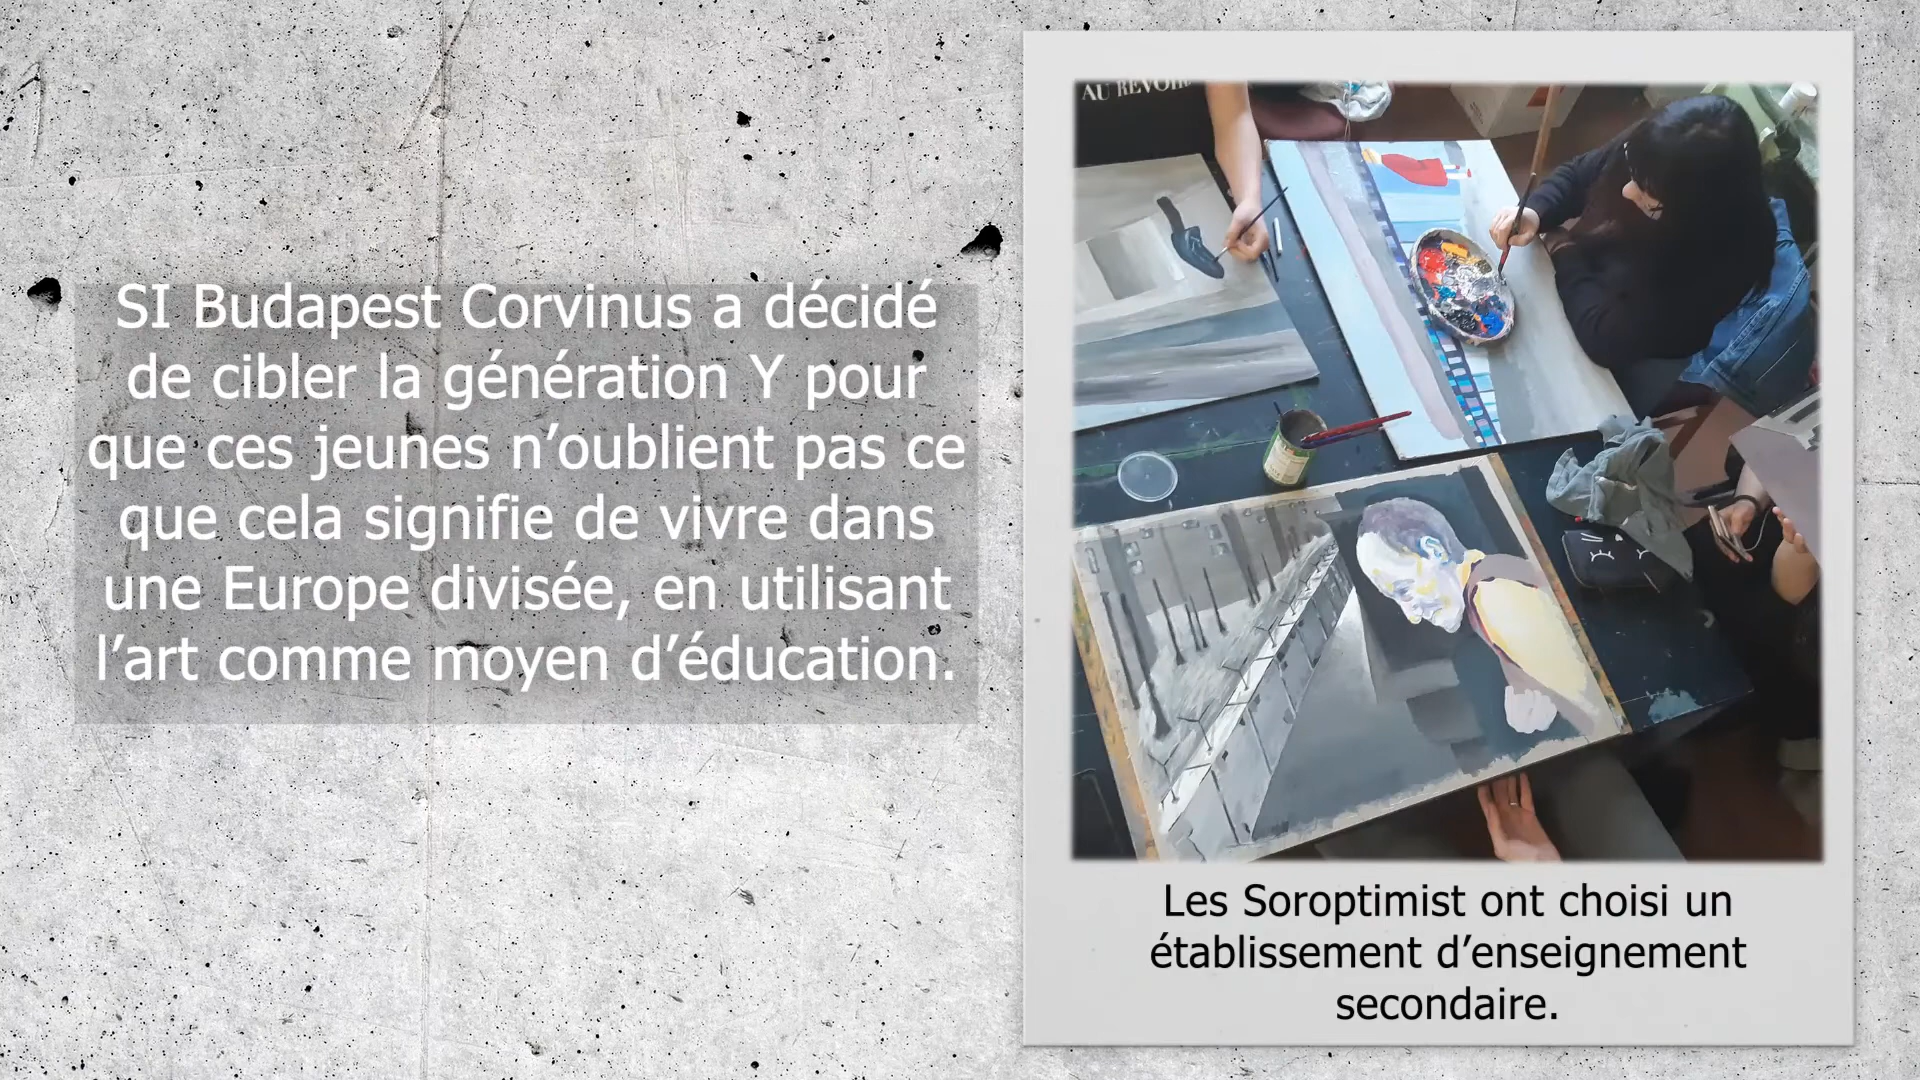 SI Budapest Corvinus a décidé
de cibler la génération Y pour
que ces jeunes n’oublient pas ce
que cela signifie de vivre dans
une Europe divisée, en utilisant
l’art comme moyen d’éducation.
AU REVOIR
Les Soroptimist ont choisi un
établissement d’enseignement
secondaire.